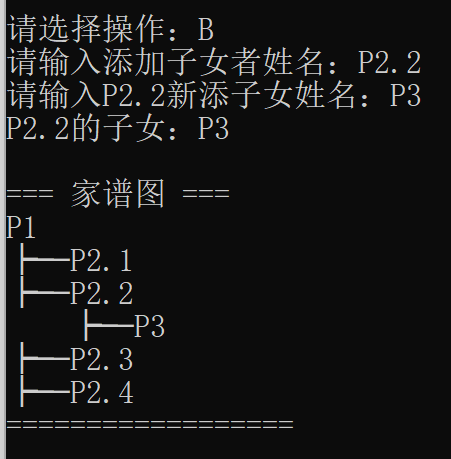 请选择操作：B
请输入添加子女者姓名：P2.2
请输入P2.2新添子女姓名：P3
P2.2的子女：P3

=== 家谱图 ===
P1
├──P2.1
├──P2.2
    ├──P3
├──P2.3
├──P2.4
==================